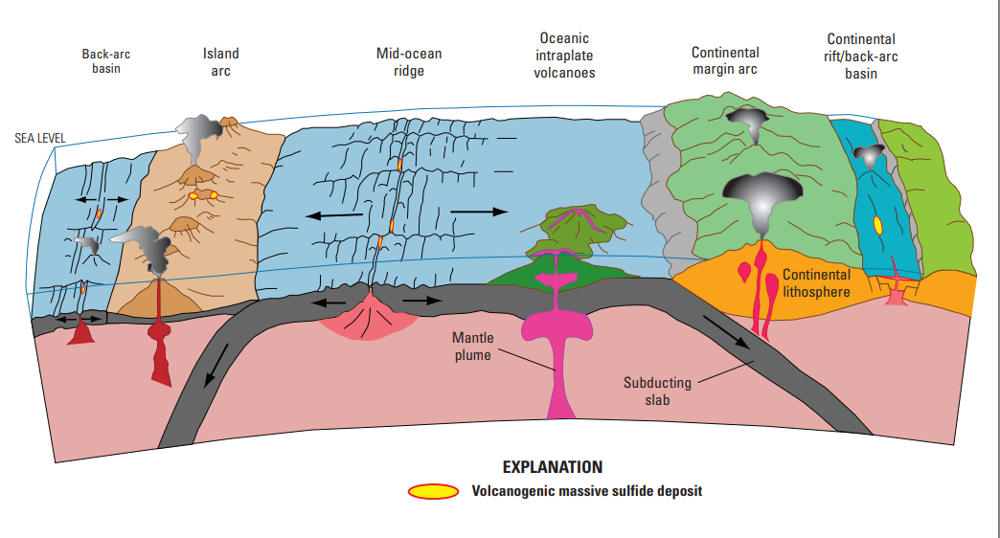 Back-arc
basin
Island
arc
Mid-ocean
ridge
Oceanic
intraplate
volcanoes
Continental
margin arc
Continental
rift/back-arc
basin
SEA LEVEL
Continental
lithosphere
Mantle
plume
Subducting
slab
EXPLANATION
Volcanogenic massive sulfide deposit